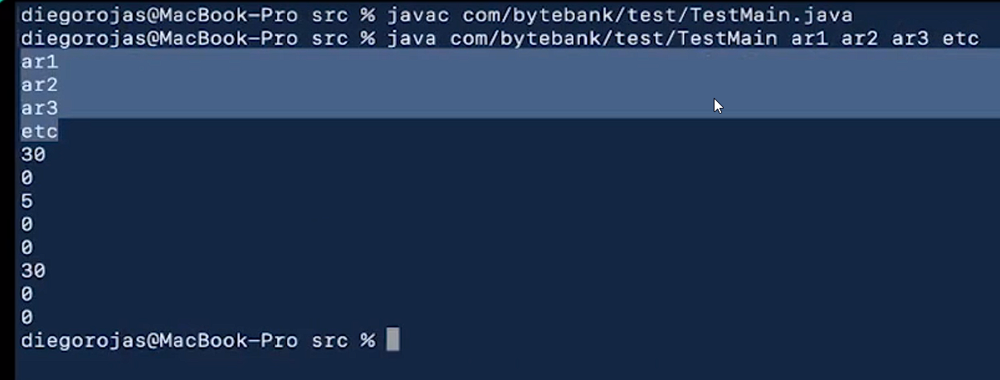 diegorojas@MacBook-Pro src % javac com/bytebank/test/TestMain.java
diegorojas@MacBook-Pro src % java com/bytebank/test/TestMain ar1 ar2 ar3 etc
ar1
ar2
ar3
etc
30
0
5
0
0
30
0
0
diegorojas@MacBook-Pro src %